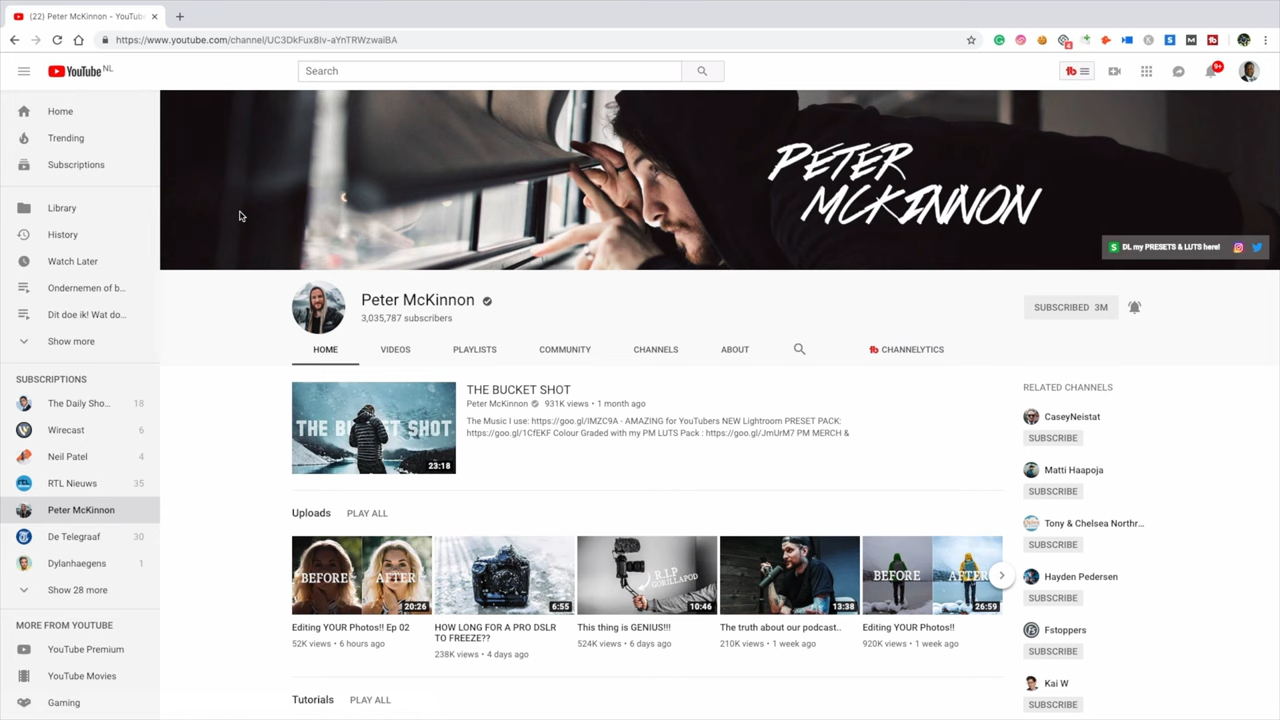 (22) Peter McKinnon - YouTub
https://www.youtube.com/channel/UC3DkFux8Iv-aYnTRWzwaiBA
YouTube NL
Search
tb
9+
Home
Trending
Subscriptions
Library
History
Watch Later
Ondernemen of b...
Dit doe ik! Wat do...
Show more
SUBSCRIPTIONS
The Daily Sho... 18
Wirecast 6
Neil Patel 4
RTL Nieuws 35
Peter McKinnon
De Telegraaf 30
Dylanhaegens 1
Show 28 more
MORE FROM YOUTUBE
YouTube Premium
YouTube Movies
Gaming
PETER
MCKINNON
DL my PRESETS & LUTS here!
Peter McKinnon
3,035,787 subscribers
SUBSCRIBED 3M
HOME VIDEOS PLAYLISTS COMMUNITY CHANNELS ABOUT tb CHANNELYTICS
THE BUCKET SHOT
23:18
THE BUCKET SHOT
Peter McKinnon 931K views • 1 month ago
The Music I use: https://goo.gl/IMZC9A - AMAZING for YouTubers NEW Lightroom PRESET PACK:
https://goo.gl/1CfEKF Colour Graded with my PM LUTS Pack : https://goo.gl/JmUrM7 PM MERCH &
Uploads PLAY ALL
BEFORE AFTER
20:26
Editing YOUR Photos!! Ep 02
52K views • 6 hours ago
6:55
HOW LONG FOR A PRO DSLR
TO FREEZE??
238K views • 4 days ago
R.I.P
GORILLAPOD
10:46
This thing is GENIUS!!!
524K views • 6 days ago
13:38
The truth about our podcast..
210K views • 1 week ago
BEFORE AFTER
26:59
Editing YOUR Photos!!
920K views • 1 week ago
Tutorials PLAY ALL
RELATED CHANNELS
CaseyNeistat
SUBSCRIBE
Matti Haapoja
SUBSCRIBE
Tony & Chelsea Northr...
SUBSCRIBE
Hayden Pedersen
SUBSCRIBE
Fstoppers
SUBSCRIBE
Kai W
SUBSCRIBE